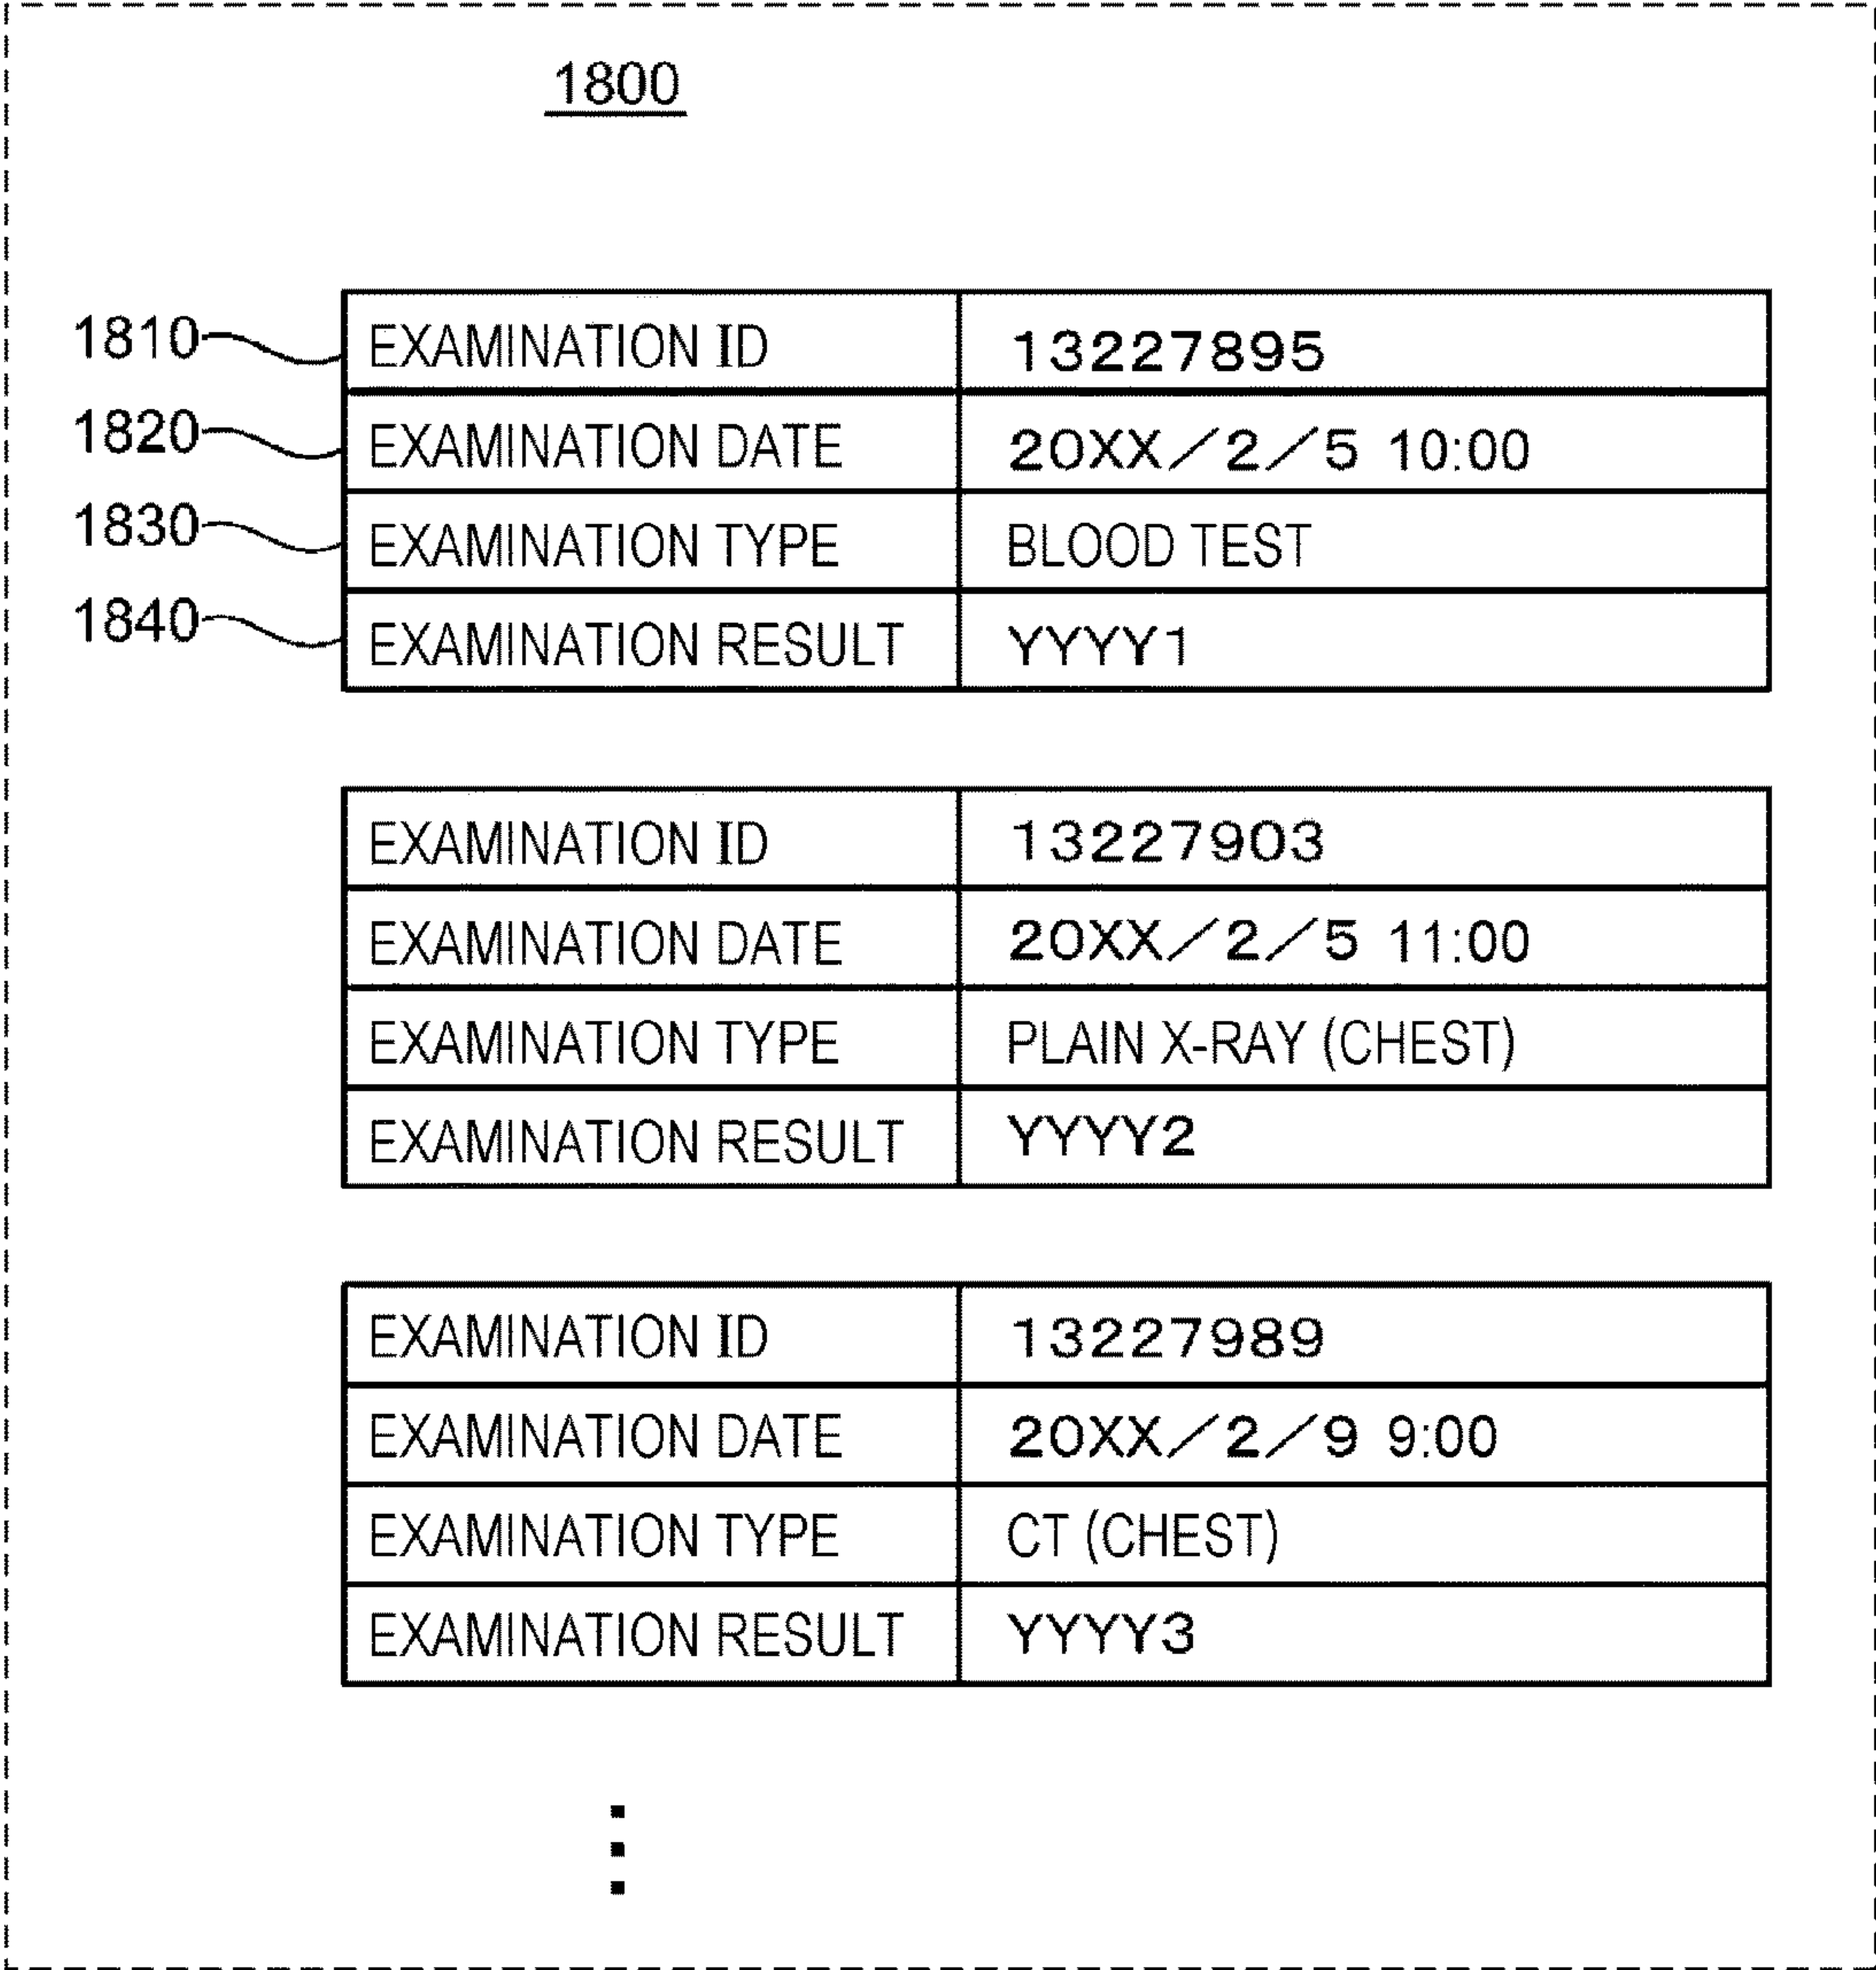 1800
1810 EXAMINATION ID 13227895
1820 EXAMINATION DATE 20XX/2/5 10:00
1830 EXAMINATION TYPE BLOOD TEST
1840 EXAMINATION RESULT YYYY1
EXAMINATION ID 13227903
EXAMINATION DATE 20XX/2/5 11:00
EXAMINATION TYPE PLAIN X-RAY (CHEST)
EXAMINATION RESULT YYYY2
EXAMINATION ID 13227989
EXAMINATION DATE 20XX/2/9 9:00
EXAMINATION TYPE CT (CHEST)
EXAMINATION RESULT YYYY3